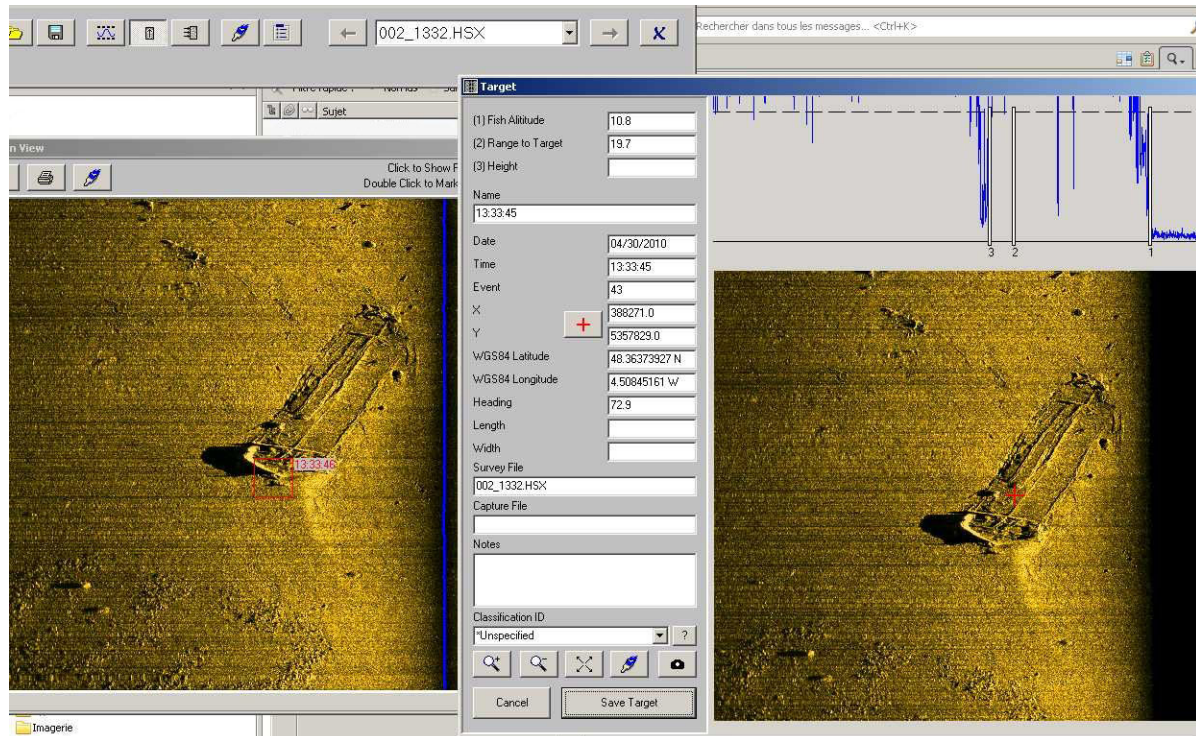 002_1332.HSX
Rechercher dans tous les messages... <Ctrl+K>
Sujet
n View
Click to Show F
Double Click to Mark
13:33:46
Target
(1) Fish Alititude
10.8
(2) Range to Target
19.7
(3) Height
Name
13:33:45
Date
04/30/2010
Time
13:33:45
Event
43
X
388271.0
Y
5357829.0
WGS84 Latitude
48.36373927 N
WGS84 Longitude
4.50845161 W
Heading
72.9
Length
Width
Survey File
002_1332.HSX
Capture File
Notes
Classification ID
*Unspecified
?
Cancel
Save Target
3 2 1
Imagerie